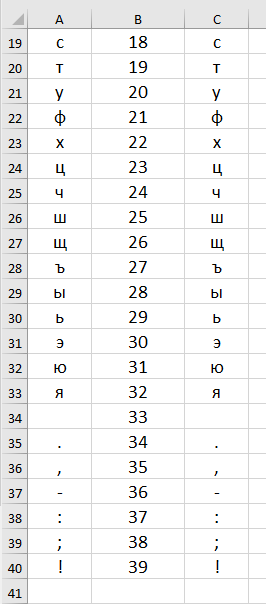 A B C
19 с 18 с
20 т 19 т
21 у 20 у
22 ф 21 ф
23 х 22 х
24 ц 23 ц
25 ч 24 ч
26 ш 25 ш
27 щ 26 щ
28 ъ 27 ъ
29 ы 28 ы
30 ь 29 ь
31 э 30 э
32 ю 31 ю
33 я 32 я
34 33
35 . 34 .
36 , 35 ,
37 - 36 -
38 : 37 :
39 ; 38 ;
40 ! 39 !
41